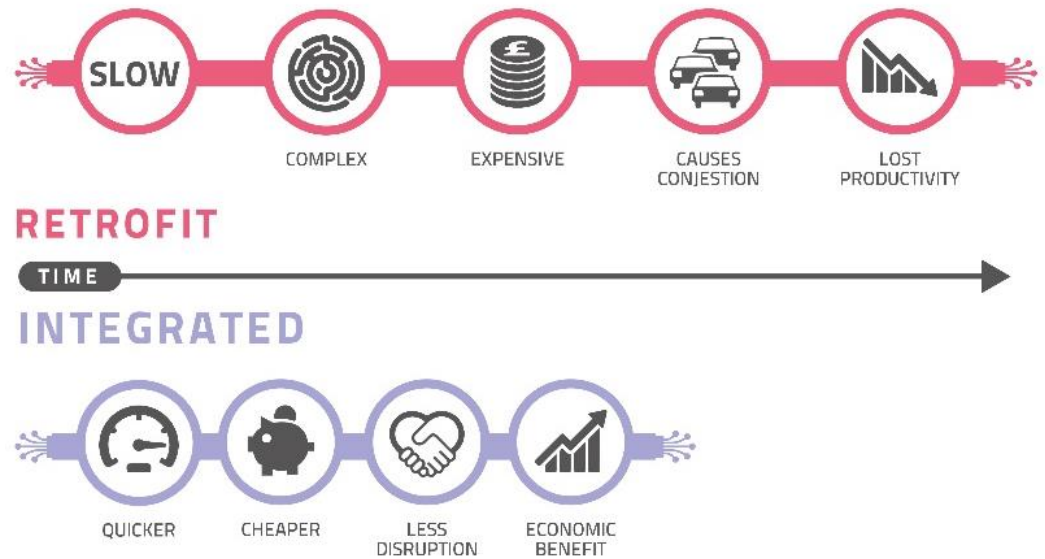 SLOW
£
COMPLEX
EXPENSIVE
CAUSES
CONJESTION
LOST
PRODUCTIVITY
RETROFIT
TIME
INTEGRATED
QUICKER
CHEAPER
LESS
DISRUPTION
ECONOMIC
BENEFIT